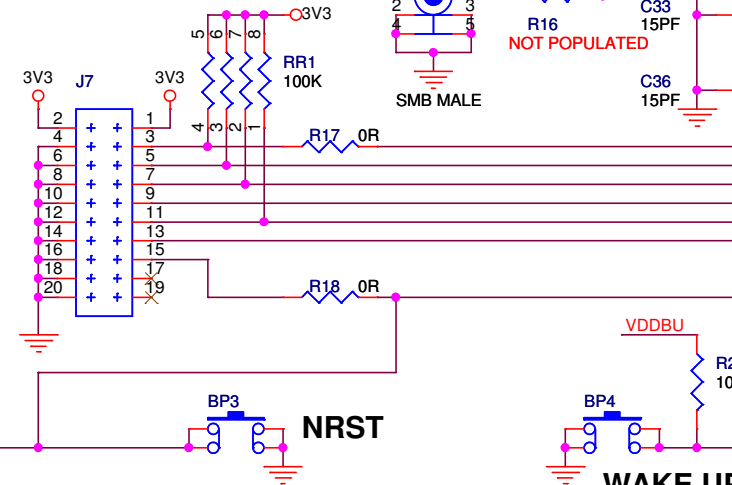 2 3
4 5
R16
NOT POPULATED
SMB MALE
C33
15PF
C36
15PF
3V3
5 6 7 8
RR1
100K
4 3 2 1
3V3 J7 3V3
2 1
4 3
6 5
8 7
10 9
12 11
14 13
16 15
18 17
20 19
R17 0R
R18 0R
VDDBU
BP3
NRST
BP4
WAKE UP